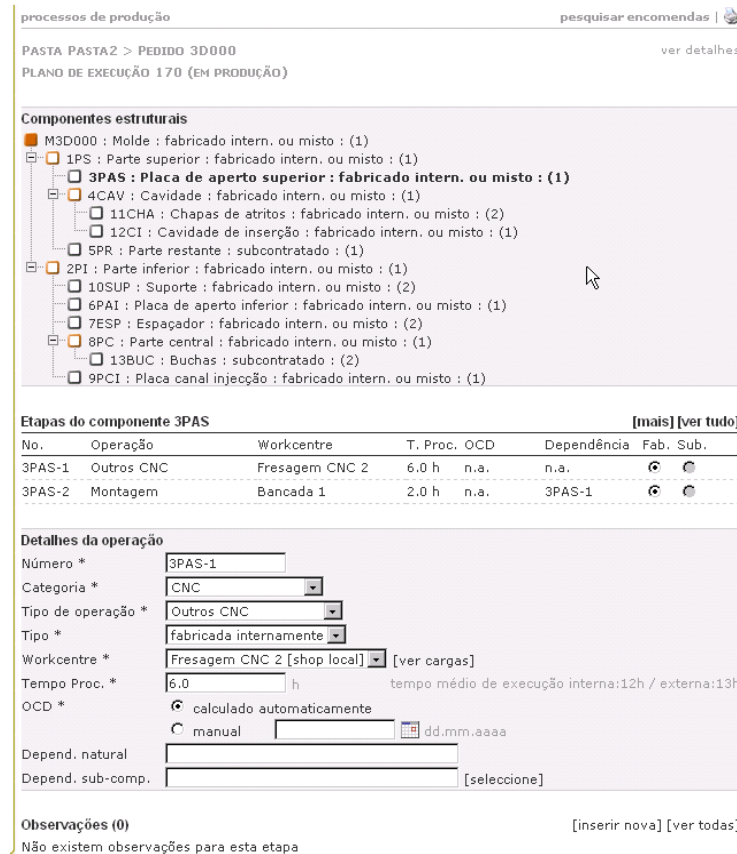 processos de produção pesquisar encomendas |
PASTA PASTA2 > PEDIDO 3D000 ver detalhes
PLANO DE EXECUÇÃO 170 (EM PRODUÇÃO)
Componentes estruturais
M3D000 : Molde : fabricado intern. ou misto : (1)
1PS : Parte superior : fabricado intern. ou misto : (1)
3PAS : Placa de aperto superior : fabricado intern. ou misto : (1)
4CAV : Cavidade : fabricado intern. ou misto : (1)
11CHA : Chapas de atritos : fabricado intern. ou misto : (2)
12CI : Cavidade de inserção : fabricado intern. ou misto : (1)
5PR : Parte restante : subcontratado : (1)
2PI : Parte inferior : fabricado intern. ou misto : (1)
10SUP : Suporte : fabricado intern. ou misto : (2)
6PAI : Placa de aperto inferior : fabricado intern. ou misto : (1)
7ESP : Espaçador : fabricado intern. ou misto : (2)
8PC : Parte central : fabricado intern. ou misto : (1)
13BUC : Buchas : subcontratado : (2)
9PCI : Placa canal injecção : fabricado intern. ou misto : (1)
Etapas do componente 3PAS [mais] [ver tudo]
No. Operação Workcentre T. Proc. OCD Dependência Fab. Sub.
3PAS-1 Outros CNC Fresagem CNC 2 6.0 h n.a. n.a.
3PAS-2 Montagem Bancada 1 2.0 h n.a. 3PAS-1
Detalhes da operação
Número * 3PAS-1
Categoria * CNC
Tipo de operação * Outros CNC
Tipo * fabricada internamente
Workcentre * Fresagem CNC 2 [shop local] [ver cargas]
Tempo Proc. * 6.0 h tempo médio de execução interna:12h / externa:13h
OCD * calculado automaticamente
manual dd.mm.aaaa
Depend. natural
Depend. sub-comp. [seleccione]
Observações (0) [inserir nova] [ver todas]
Não existem observações para esta etapa